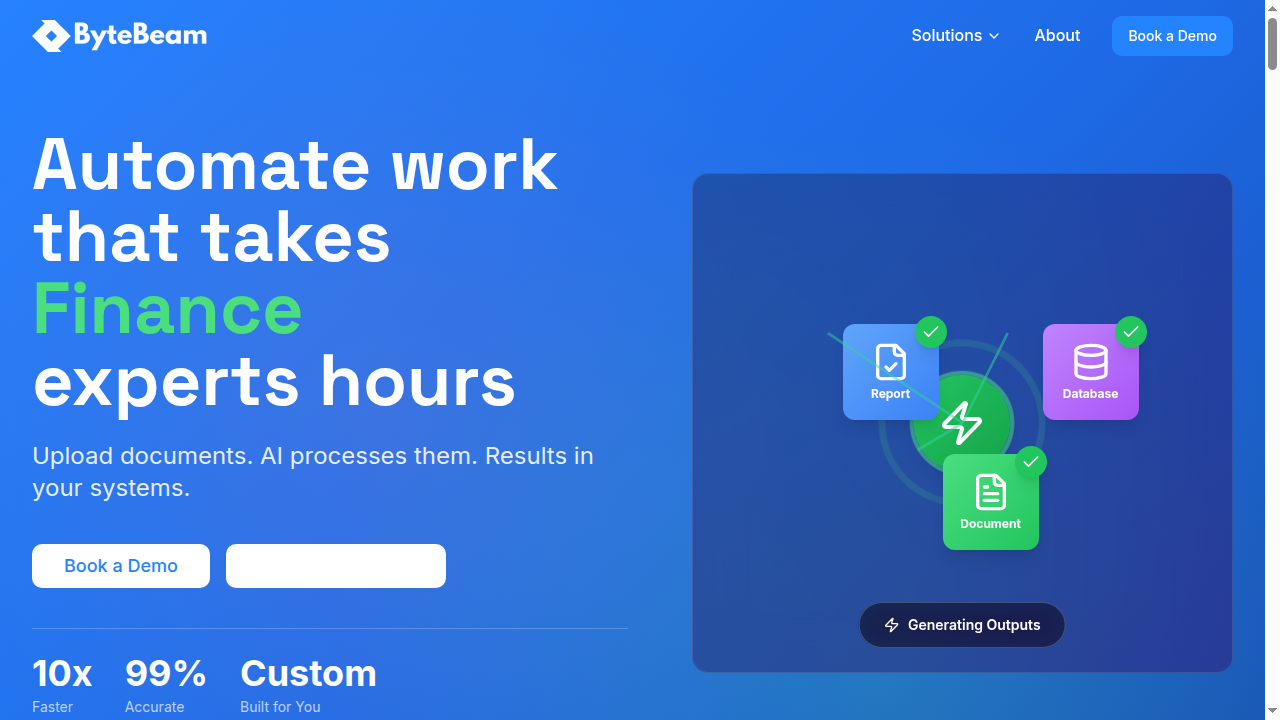 ByteBeam
Solutions
About
Book a Demo
Automate work
that takes
Finance
experts hours
Upload documents. AI processes them. Results in
your systems.
Book a Demo
10x
Faster
99%
Accurate
Custom
Built for You
Report
Database
Document
Generating Outputs